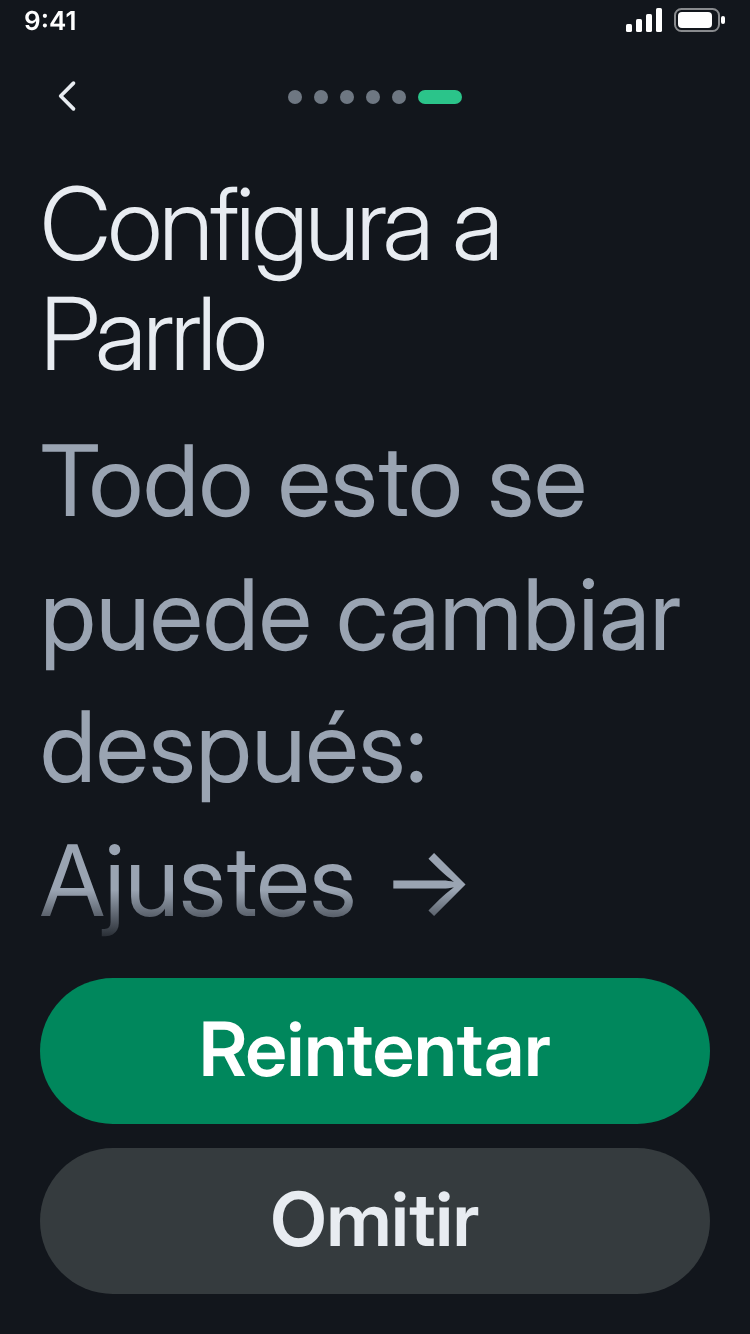 9:41
Configura a
Parrlo
Todo esto se
puede cambiar
después:
Ajustes →
Reintentar
Omitir